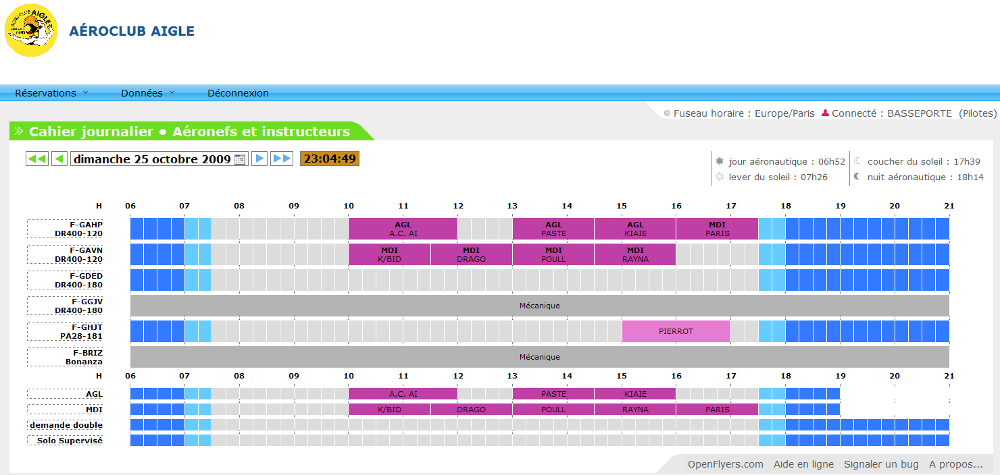 AÉROCLUB AIGLE
Réservations Données Déconnexion
Fuseau horaire : Europe/Paris Connecté : BASSEPORTE (Pilotes)
Cahier journalier • Aéronefs et instructeurs
dimanche 25 octobre 2009 23:04:49
jour aéronautique : 06h52 coucher du soleil : 17h39
lever du soleil : 07h26 nuit aéronautique : 18h14
H 06 07 08 09 10 11 12 13 14 15 16 17 18 19 20 21
F-GAHP AGL AGL AGL MDI
DR400-120 A.C. AI PASTE KIAIE PARIS
F-GAVN MDI MDI MDI MDI
DR400-120 K/BID DRAGO POULL RAYNA
F-GDED
DR400-180
F-GGJV
DR400-180 Mécanique
F-GHJT
PA28-181 PIERROT
F-BRIZ
Bonanza Mécanique
H 06 07 08 09 10 11 12 13 14 15 16 17 18 19 20 21
AGL A.C. AI PASTE KIAIE
MDI K/BID DRAGO POULL RAYNA PARIS
demande double
Solo Supervisé
OpenFlyers.com Aide en ligne Signaler un bug A propos...